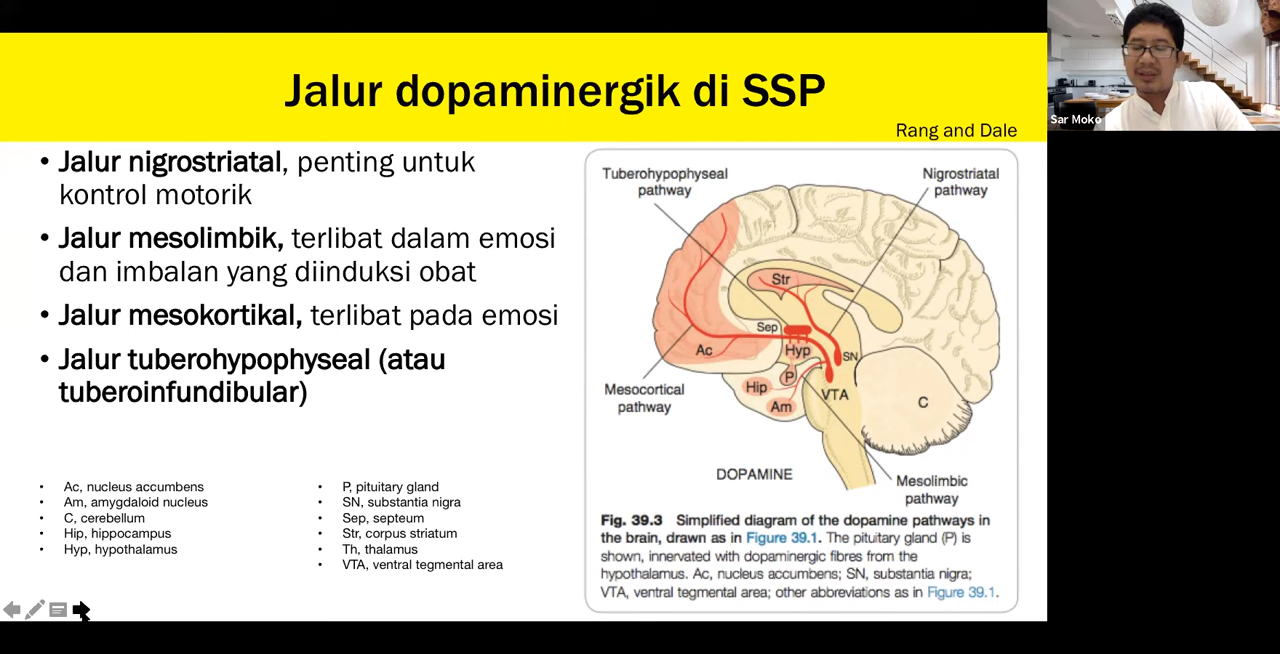 Jalur dopaminergik di SSP
Rang and Dale
Sar Moko
• Jalur nigrostriatal, penting untuk
kontrol motorik
• Jalur mesolimbik, terlibat dalam emosi
dan imbalan yang diinduksi obat
• Jalur mesokortikal, terlibat pada emosi
• Jalur tuberohypophyseal (atau
tuberoinfundibular)
• Ac, nucleus accumbens
• Am, amygdaloid nucleus
• C, cerebellum
• Hip, hippocampus
• Hyp, hypothalamus
• P, pituitary gland
• SN, substantia nigra
• Sep, septum
• Str, corpus striatum
• Th, thalamus
• VTA, ventral tegmental area
Tuberohypophyseal
pathway
Nigrostriatal
pathway
Str
Sep
Ac
Hyp
SN
P
Hip
Am
VTA
C
Mesocortical
pathway
DOPAMINE
Mesolimbic
pathway
Fig. 39.3 Simplified diagram of the dopamine pathways in
the brain, drawn as in Figure 39.1. The pituitary gland (P) is
shown, innervated with dopaminergic fibres from the
hypothalamus. Ac, nucleus accumbens; SN, substantia nigra;
VTA, ventral tegmental area; other abbreviations as in Figure 39.1.